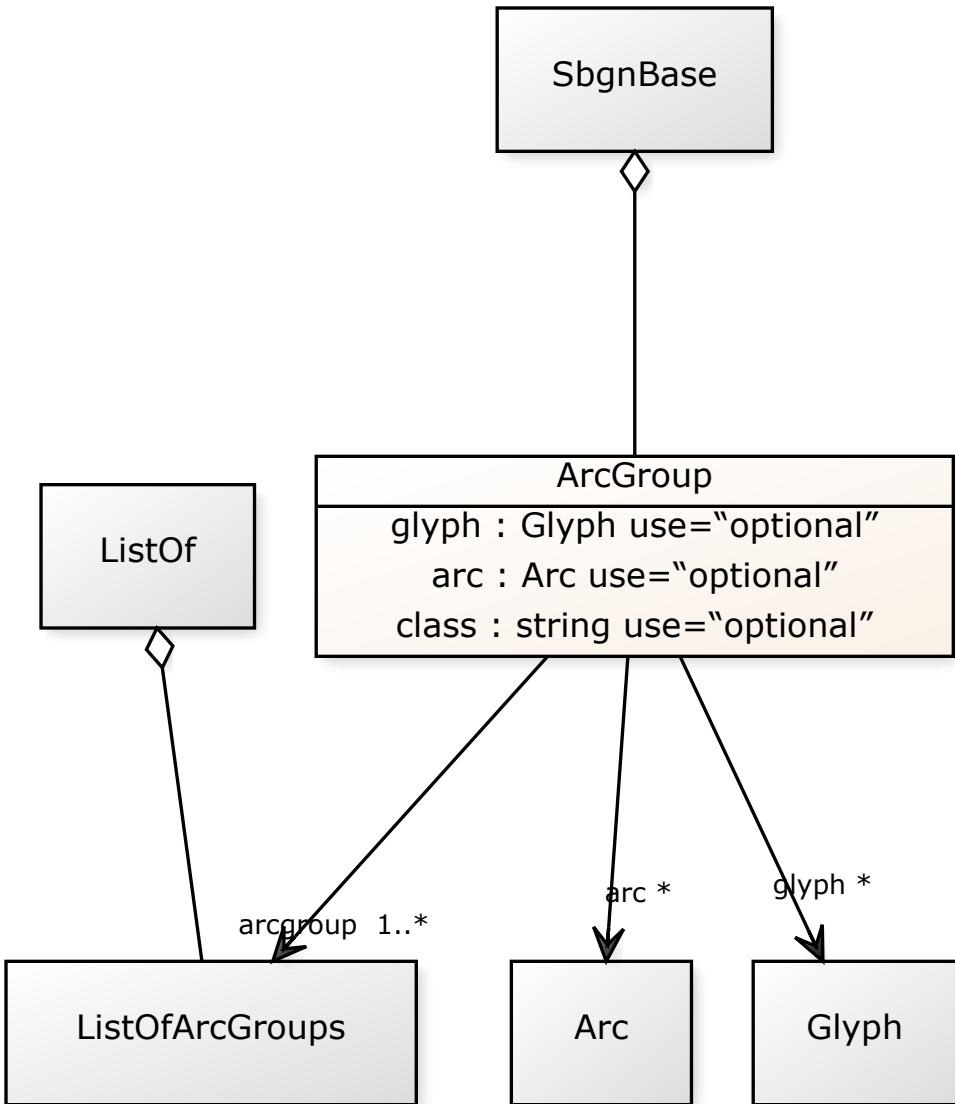 SbgnBase
ArcGroup
glyph : Glyph use=“optional”
arc : Arc use=“optional”
class : string use=“optional”
ListOf
arcgroup 1..*
arc *
glyph *
ListOfArcGroups
Arc
Glyph